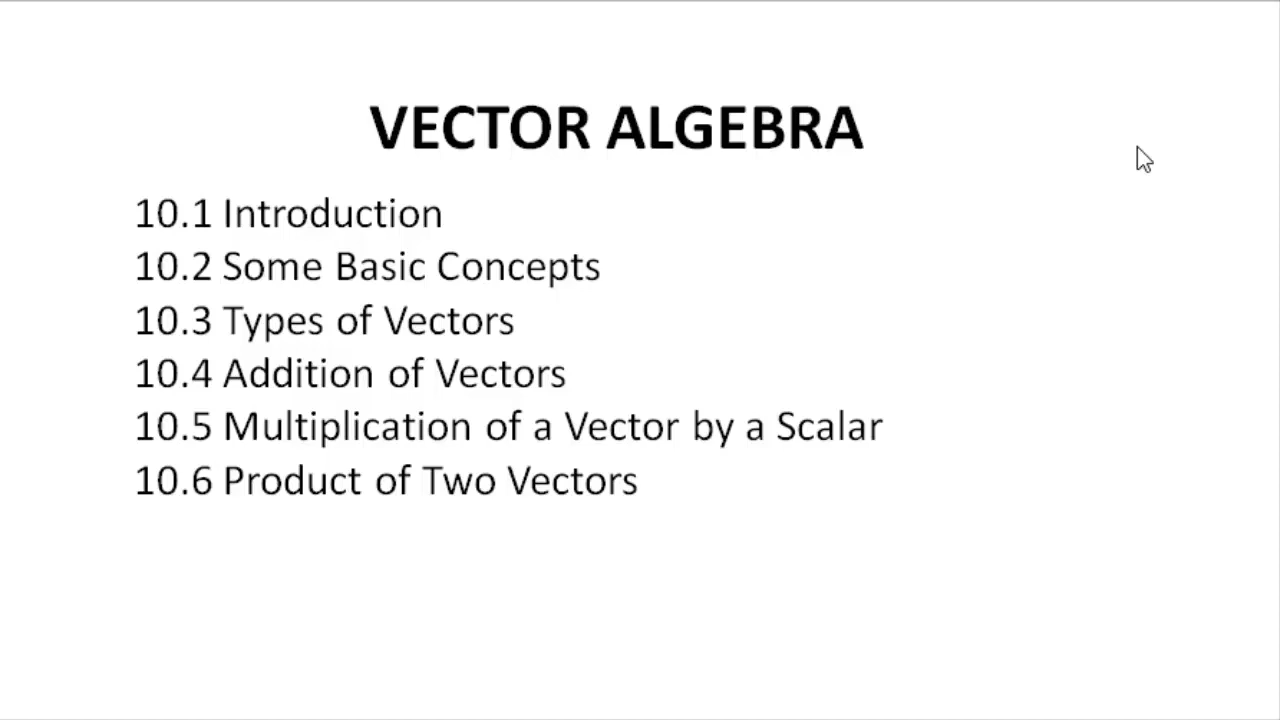 VECTOR ALGEBRA
10.1 Introduction
10.2 Some Basic Concepts
10.3 Types of Vectors
10.4 Addition of Vectors
10.5 Multiplication of a Vector by a Scalar
10.6 Product of Two Vectors